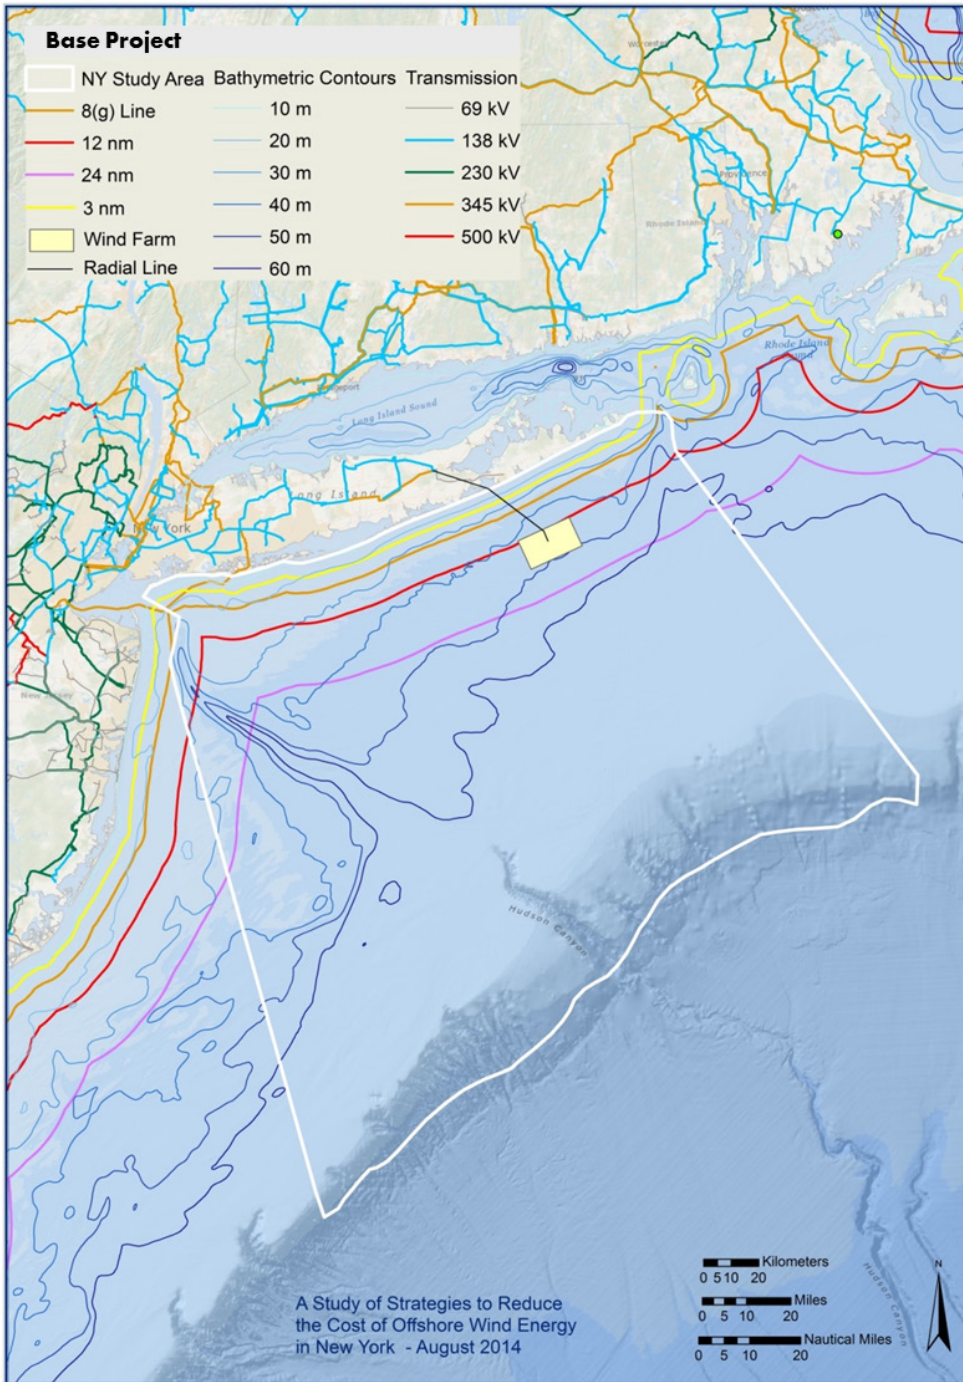 Base Project
NY Study Area
8(g) Line
12 nm
24 nm
3 nm
Wind Farm
Radial Line
Bathymetric Contours
10 m
20 m
30 m
40 m
50 m
60 m
Transmission
69 kV
138 kV
230 kV
345 kV
500 kV
Worcester
Providence
Rhode Island
Rhode Island
Long Island Sound
Long Island
New York
New Jersey
Hudson Canyon
Hudson Canyon
A Study of Strategies to Reduce
the Cost of Offshore Wind Energy
in New York - August 2014
Kilometers
0 5 10 20
Miles
0 5 10 20
Nautical Miles
0 5 10 20
N